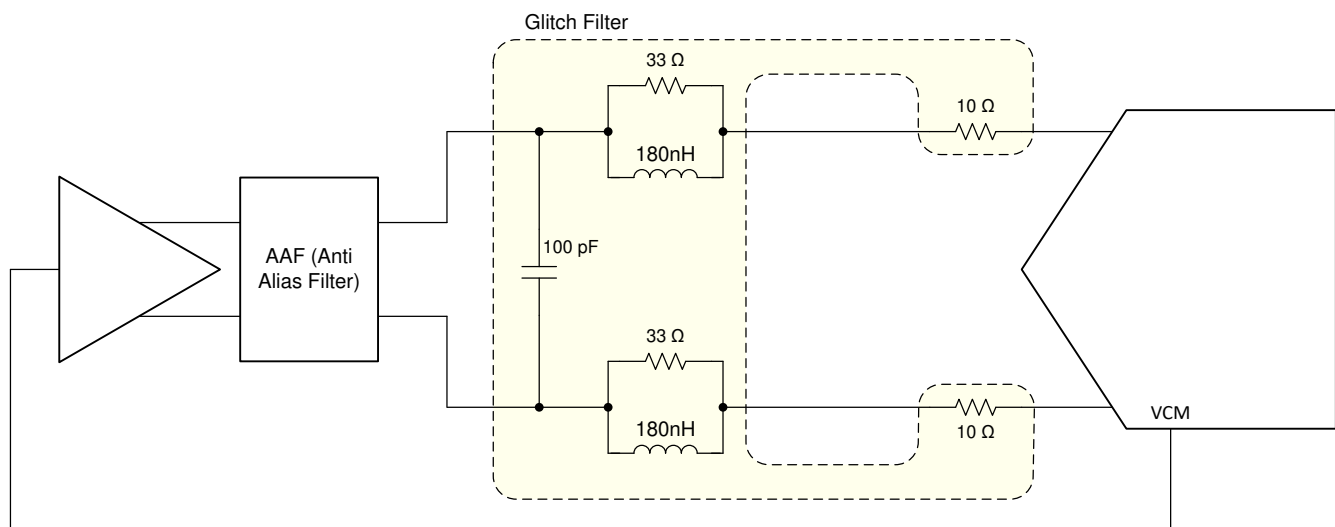 Glitch Filter
33 Ω
10 Ω
180nH
AAF (Anti
Alias Filter)
100 pF
33 Ω
180nH
10 Ω
VCM